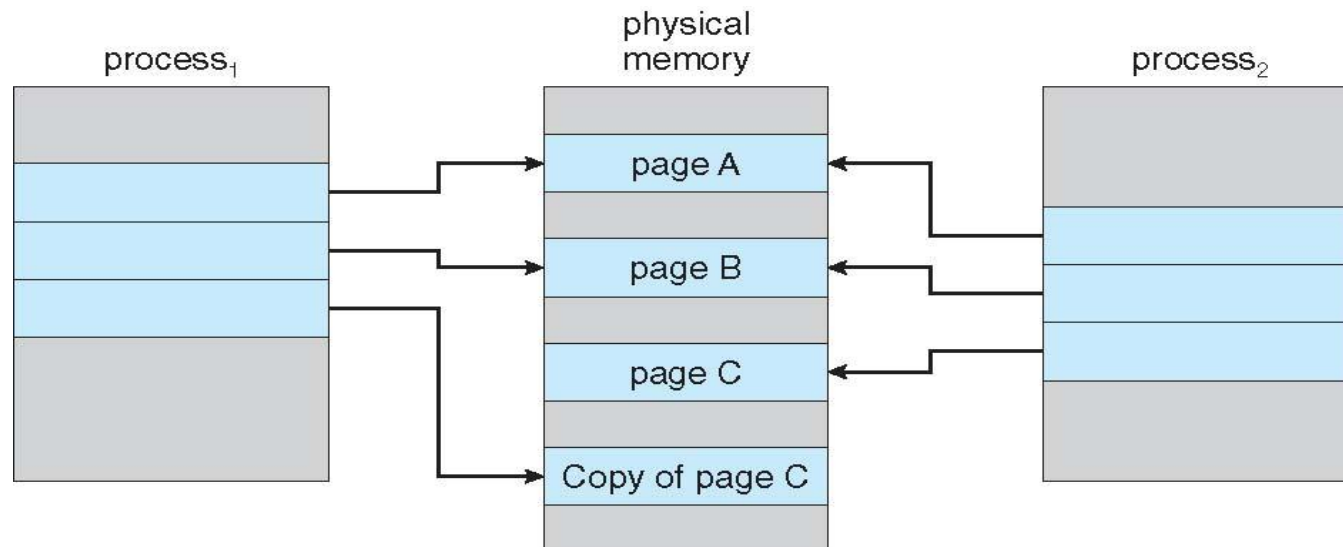 process₁
physical
memory
process₂
page A
page B
page C
Copy of page C